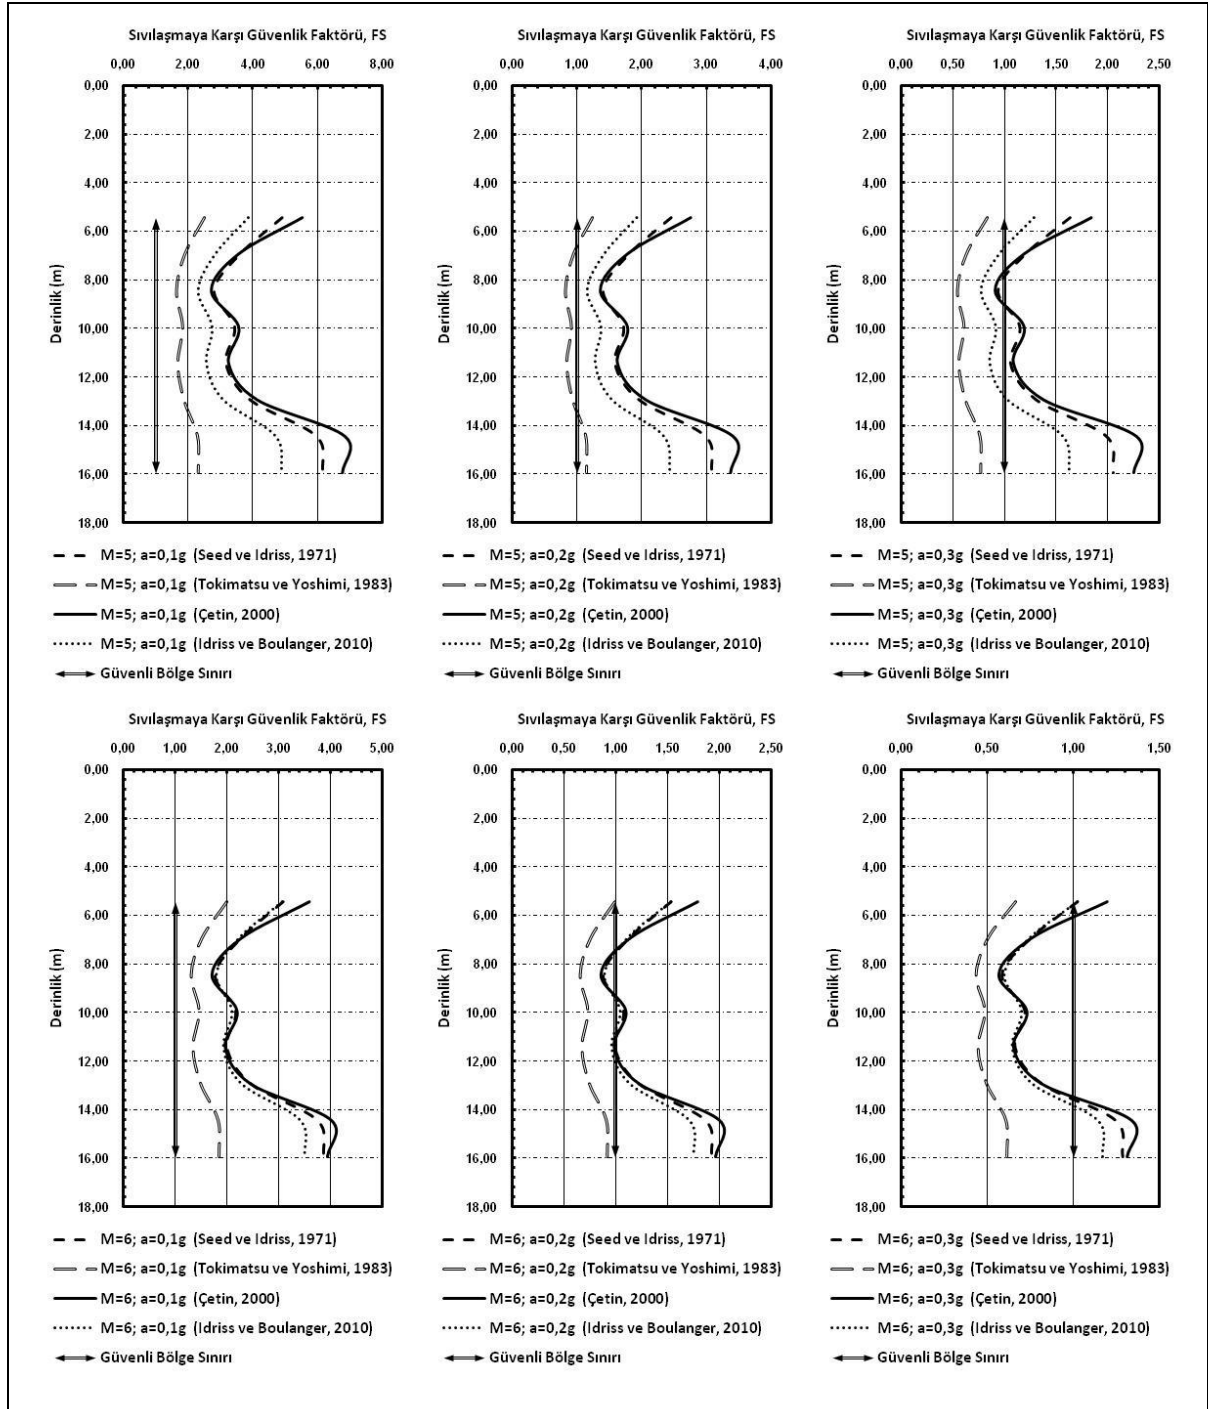 Sıvılaşmaya Karşı Güvenlik Faktörü, FS
0,00 2,00 4,00 6,00 8,00
0,00
2,00
4,00
6,00
8,00
10,00
12,00
14,00
16,00
18,00
Derinlik (m)
M=5; a=0,1g (Seed ve Idriss, 1971)
M=5; a=0,1g (Tokimatsu ve Yoshimi, 1983)
M=5; a=0,1g (Çetin, 2000)
M=5; a=0,1g (Idriss ve Boulanger, 2010)
Güvenli Bölge Sınırı
Sıvılaşmaya Karşı Güvenlik Faktörü, FS
0,00 1,00 2,00 3,00 4,00
0,00
2,00
4,00
6,00
8,00
10,00
12,00
14,00
16,00
18,00
Derinlik (m)
M=5; a=0,2g (Seed ve Idriss, 1971)
M=5; a=0,2g (Tokimatsu ve Yoshimi, 1983)
M=5; a=0,2g (Çetin, 2000)
M=5; a=0,2g (Idriss ve Boulanger, 2010)
Güvenli Bölge Sınırı
Sıvılaşmaya Karşı Güvenlik Faktörü, FS
0,00 0,50 1,00 1,50 2,00 2,50
0,00
2,00
4,00
6,00
8,00
10,00
12,00
14,00
16,00
18,00
Derinlik (m)
M=5; a=0,3g (Seed ve Idriss, 1971)
M=5; a=0,3g (Tokimatsu ve Yoshimi, 1983)
M=5; a=0,3g (Çetin, 2000)
M=5; a=0,3g (Idriss ve Boulanger, 2010)
Güvenli Bölge Sınırı
Sıvılaşmaya Karşı Güvenlik Faktörü, FS
0,00 1,00 2,00 3,00 4,00 5,00
0,00
2,00
4,00
6,00
8,00
10,00
12,00
14,00
16,00
18,00
Derinlik (m)
M=6; a=0,1g (Seed ve Idriss, 1971)
M=6; a=0,1g (Tokimatsu ve Yoshimi, 1983)
M=6; a=0,1g (Çetin, 2000)
M=6; a=0,1g (Idriss ve Boulanger, 2010)
Güvenli Bölge Sınırı
Sıvılaşmaya Karşı Güvenlik Faktörü, FS
0,00 0,50 1,00 1,50 2,00 2,50
0,00
2,00
4,00
6,00
8,00
10,00
12,00
14,00
16,00
18,00
Derinlik (m)
M=6; a=0,2g (Seed ve Idriss, 1971)
M=6; a=0,2g (Tokimatsu ve Yoshimi, 1983)
M=6; a=0,2g (Çetin, 2000)
M=6; a=0,2g (Idriss ve Boulanger, 2010)
Güvenli Bölge Sınırı
Sıvılaşmaya Karşı Güvenlik Faktörü, FS
0,00 0,50 1,00 1,50
0,00
2,00
4,00
6,00
8,00
10,00
12,00
14,00
16,00
18,00
Derinlik (m)
M=6; a=0,3g (Seed ve Idriss, 1971)
M=6; a=0,3g (Tokimatsu ve Yoshimi, 1983)
M=6; a=0,3g (Çetin, 2000)
M=6; a=0,3g (Idriss ve Boulanger, 2010)
Güvenli Bölge Sınırı